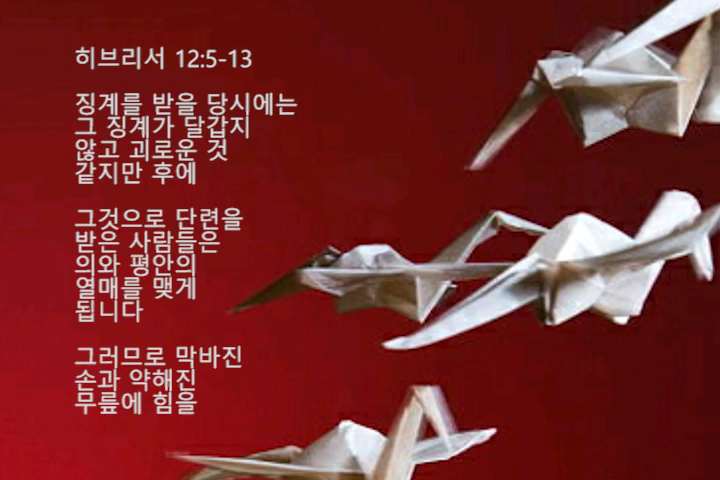 히브리서 12:5-13
징계를 받을 당시에는
그 징계가 달갑지
않고 괴로운 것
같지만 후에
그것으로 단련을
받은 사람들은
의와 평안의
열매를 맺게
됩니다
그러므로 막바진
손과 약해진
무릎에 힘을